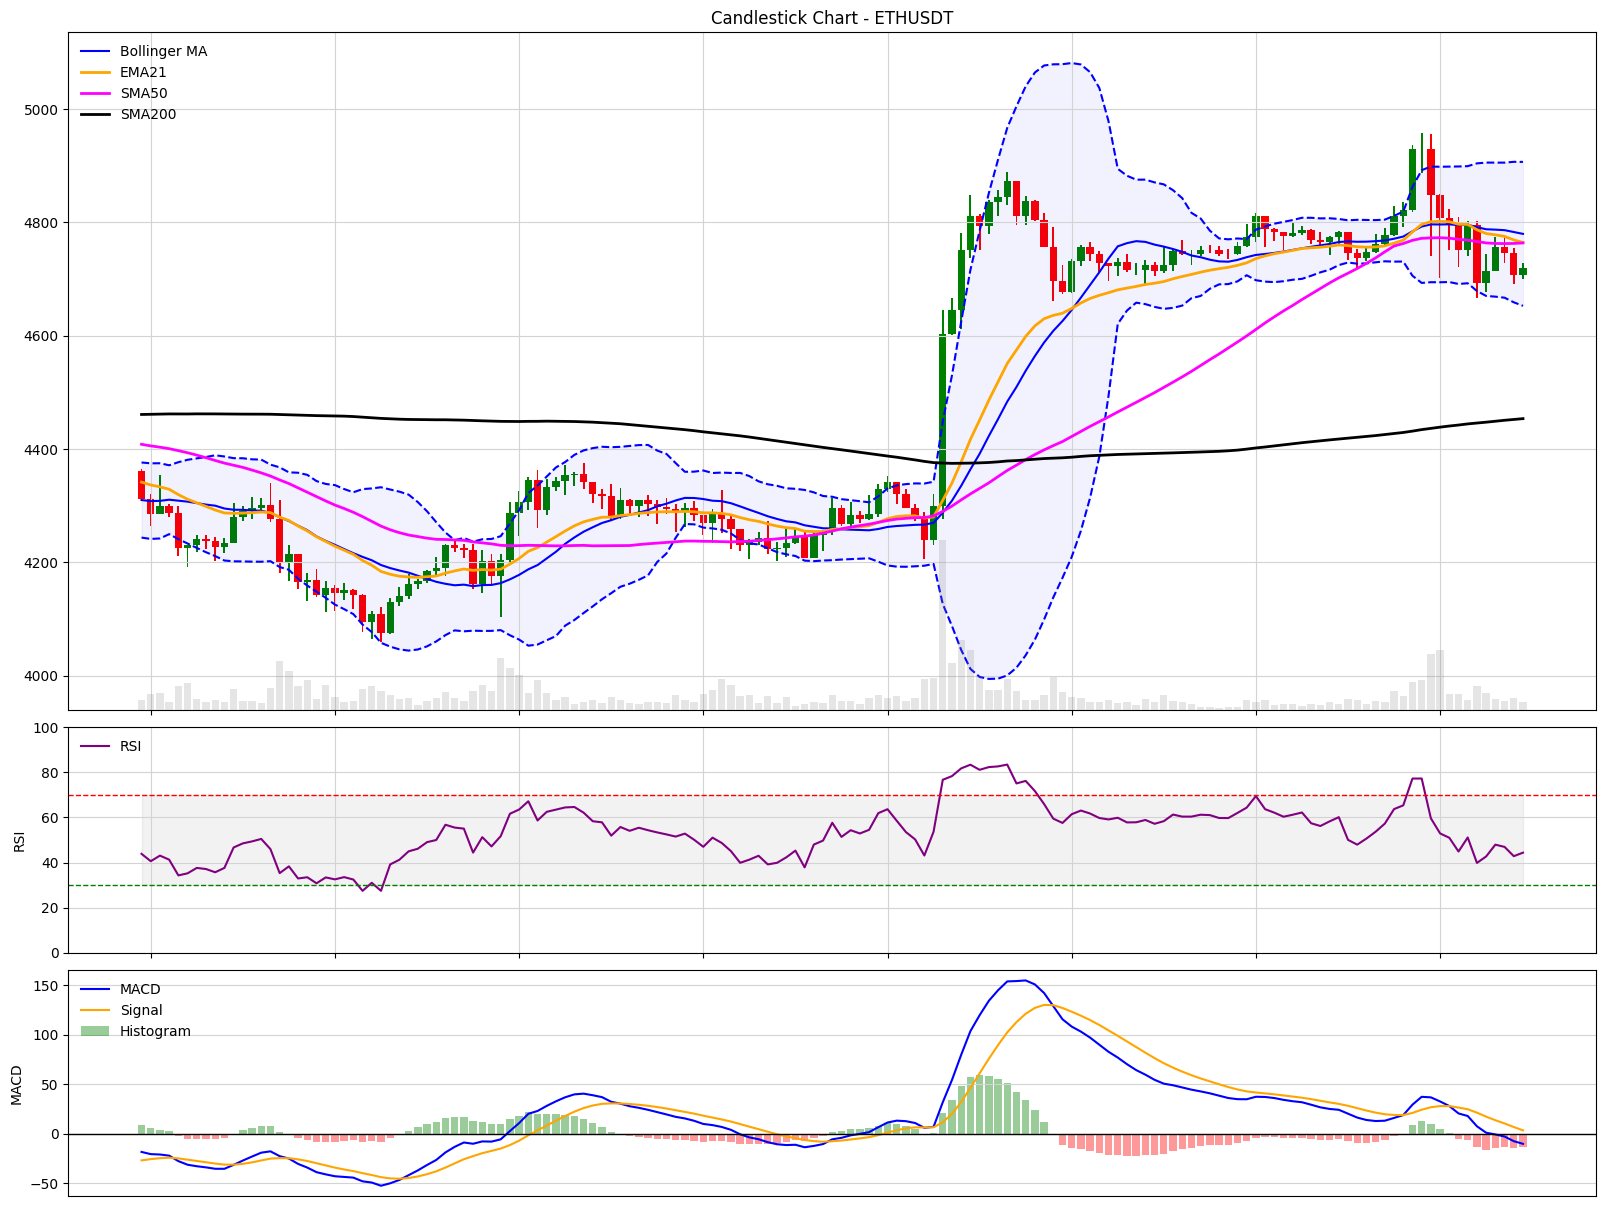 Candlestick Chart - ETHUSDT
Bollinger MA
EMA21
SMA50
SMA200
5000
4800
4600
4400
4200
4000
RSI
100
80
60
40
20
0
RSI
MACD
Signal
Histogram
150
100
50
0
−50
MACD